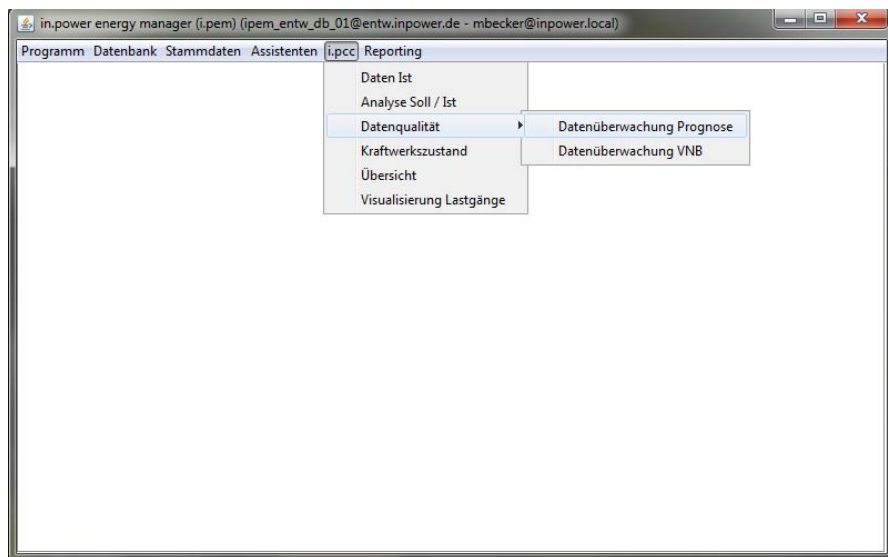 in.power energy manager (i.pem) (ipem_entw_db_01@entw.inpower.de - mbecker@inpower.local)
Programm Datenbank Stammdaten Assistenten i.pcc Reporting
Daten Ist
Analyse Soll / Ist
Datenqualität Datenüberwachung Prognose
Kraftwerkszustand Datenüberwachung VNB
Übersicht
Visualisierung Lastgänge